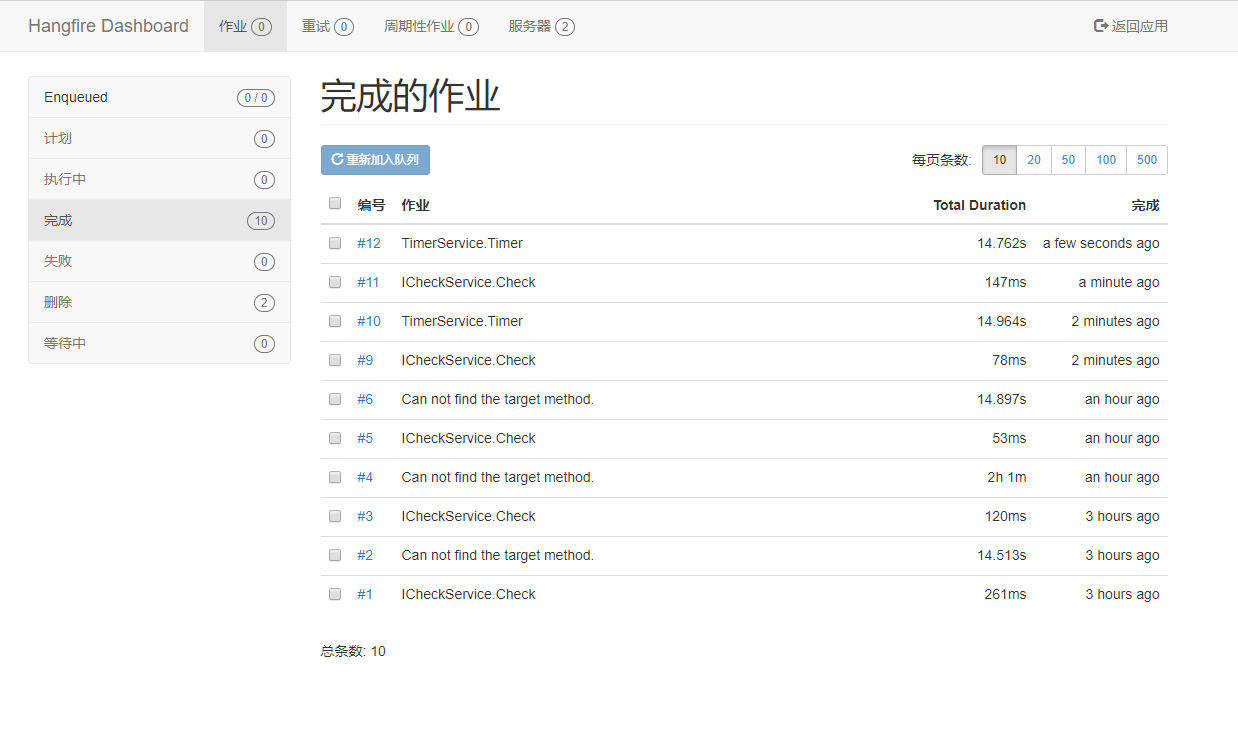 Hangfire Dashboard 作业 0 重试 0 周期性作业 0 服务器 2 返回应用
Enqueued 0 / 0
计划 0
执行中 0
完成 10
失败 0
删除 2
等待中 0
完成的作业
重新加入队列 每页条数: 10 20 50 100 500
编号 作业 Total Duration 完成
#12 TimerService.Timer 14.762s a few seconds ago
#11 ICheckService.Check 147ms a minute ago
#10 TimerService.Timer 14.964s 2 minutes ago
#9 ICheckService.Check 78ms 2 minutes ago
#6 Can not find the target method. 14.897s an hour ago
#5 ICheckService.Check 53ms an hour ago
#4 Can not find the target method. 2h 1m an hour ago
#3 ICheckService.Check 120ms 3 hours ago
#2 Can not find the target method. 14.513s 3 hours ago
#1 ICheckService.Check 261ms 3 hours ago
总条数: 10